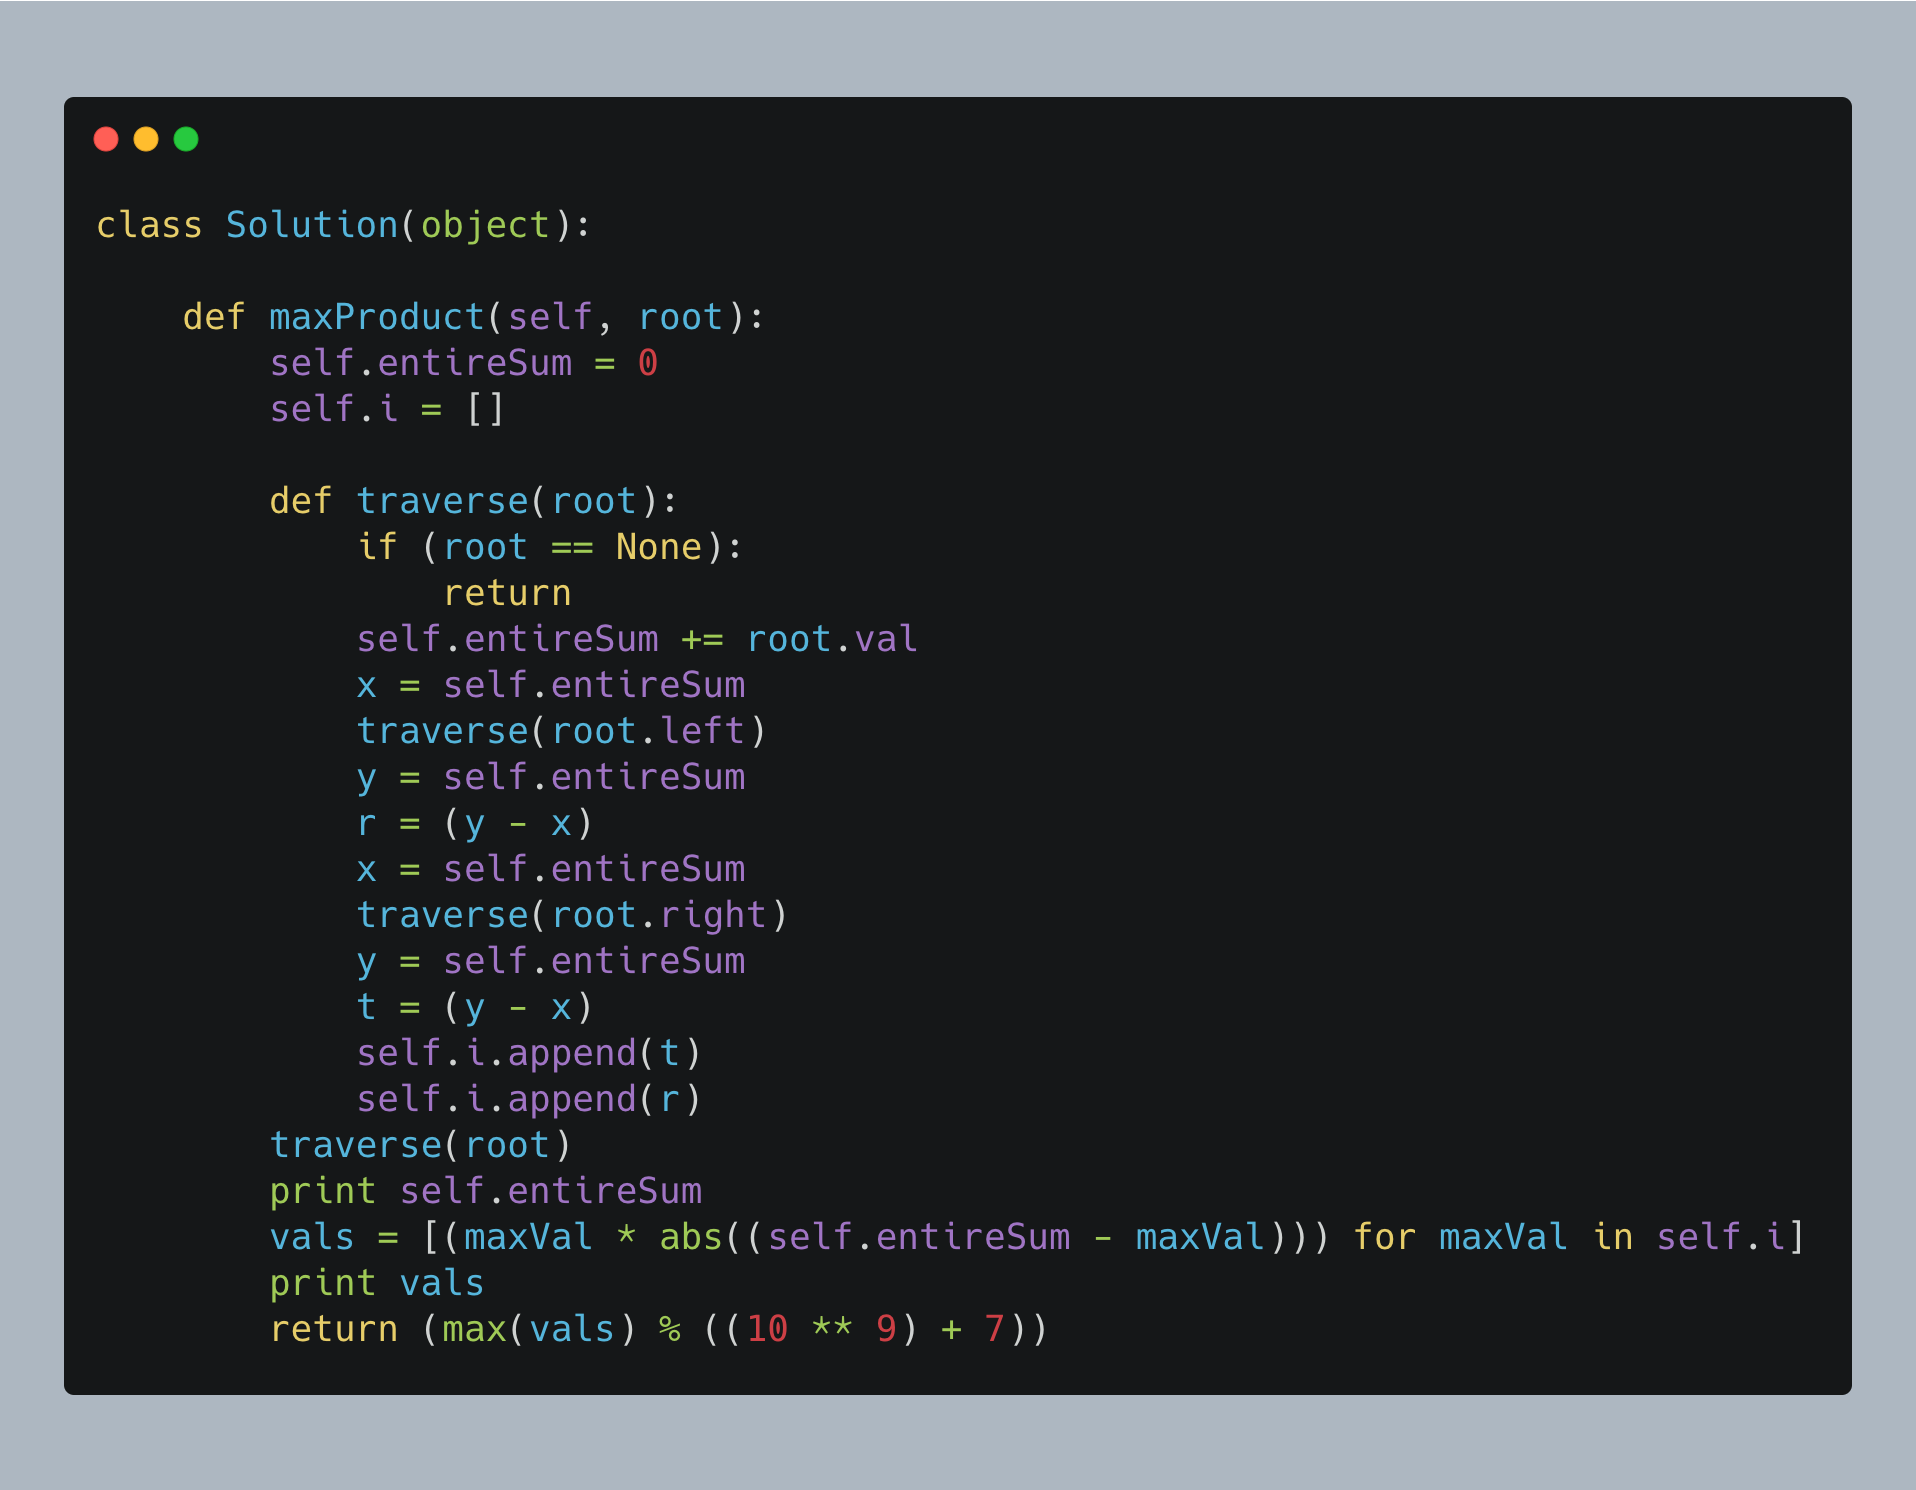 class Solution(object):

    def maxProduct(self, root):
        self.entireSum = 0
        self.i = []

        def traverse(root):
            if (root == None):
                return
            self.entireSum += root.val
            x = self.entireSum
            traverse(root.left)
            y = self.entireSum
            r = (y - x)
            x = self.entireSum
            traverse(root.right)
            y = self.entireSum
            t = (y - x)
            self.i.append(t)
            self.i.append(r)
        traverse(root)
        print self.entireSum
        vals = [(maxVal * abs((self.entireSum - maxVal))) for maxVal in self.i]
        print vals
        return (max(vals) % ((10 ** 9) + 7))